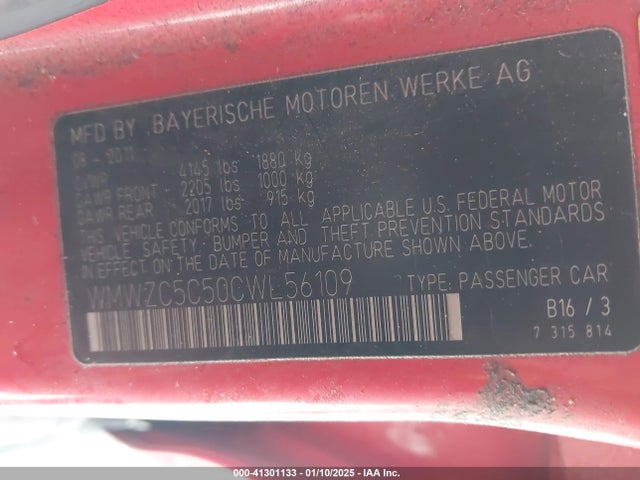 MFD BY BAYERISCHE MOTOREN WERKE AG
08 - 2011
GVWR 4145 lbs 1880 kg
GAWR FRONT 2205 lbs 1000 kg
GAWR REAR 2017 lbs 915 kg
THIS VEHICLE CONFORMS TO ALL APPLICABLE U.S. FEDERAL MOTOR
VEHICLE SAFETY, BUMPER AND THEFT PREVENTION STANDARDS
IN EFFECT ON THE DATE OF MANUFACTURE SHOWN ABOVE.
WMWZC5C50CWL56109 TYPE: PASSENGER CAR
B16 / 3
7 315 814
000-41301133 - 01/10/2025 - IAA Inc.